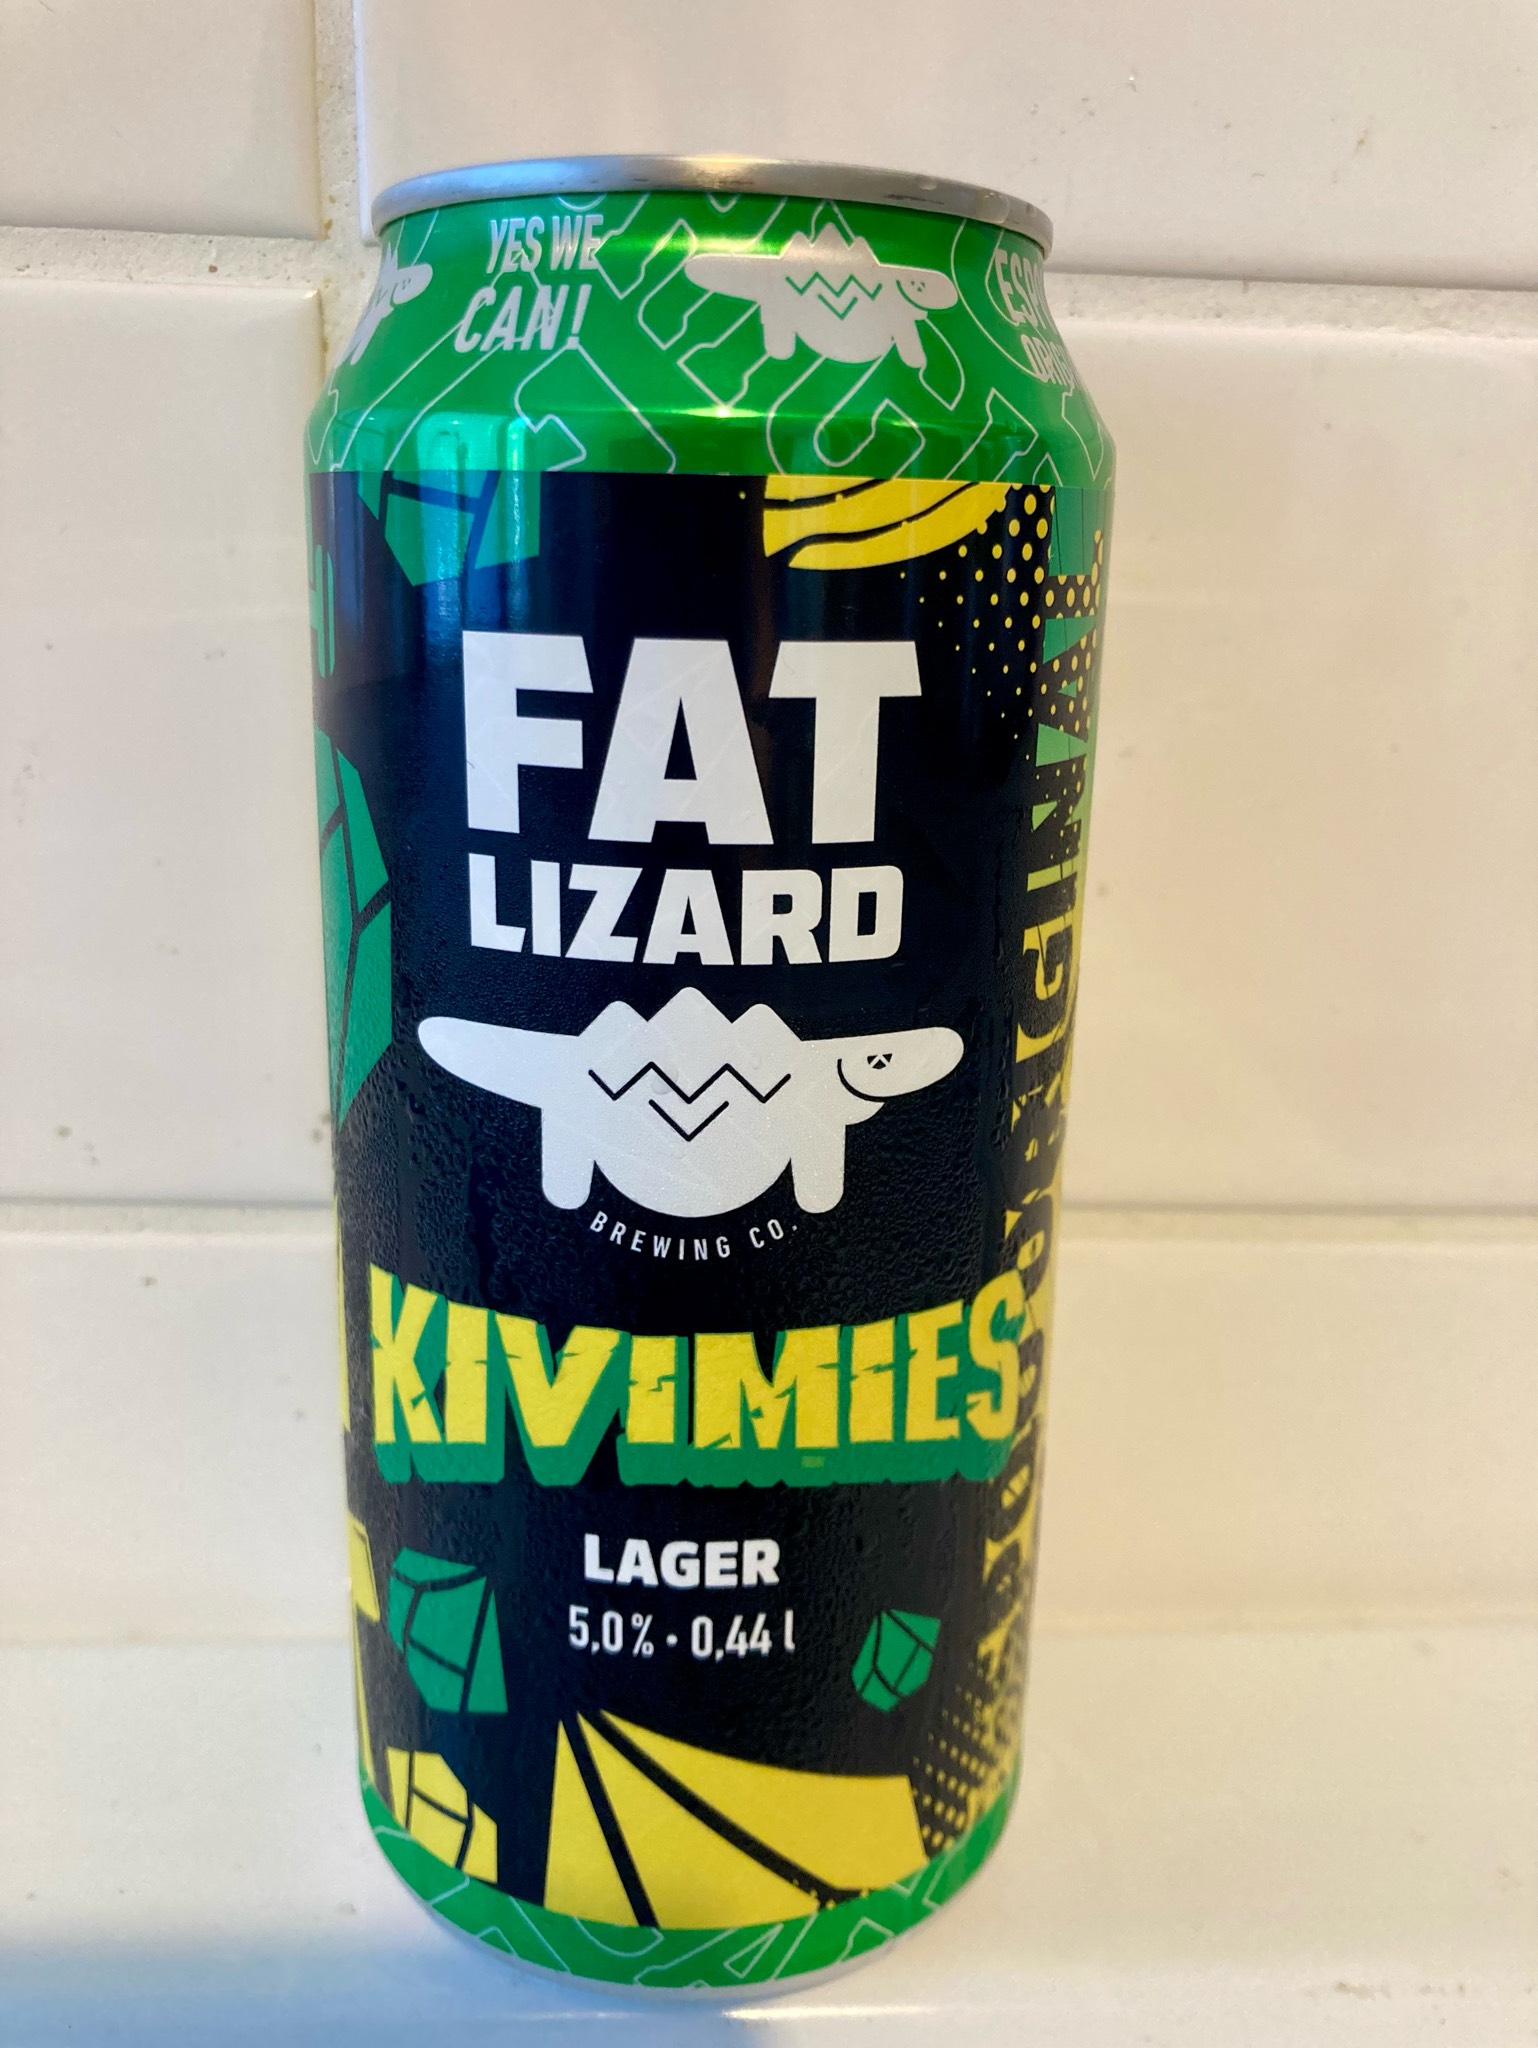 YES WE
CAN!
FAT
LIZARD
BREWING CO.
KIVIMIES
LAGER
5,0% • 0,44 l